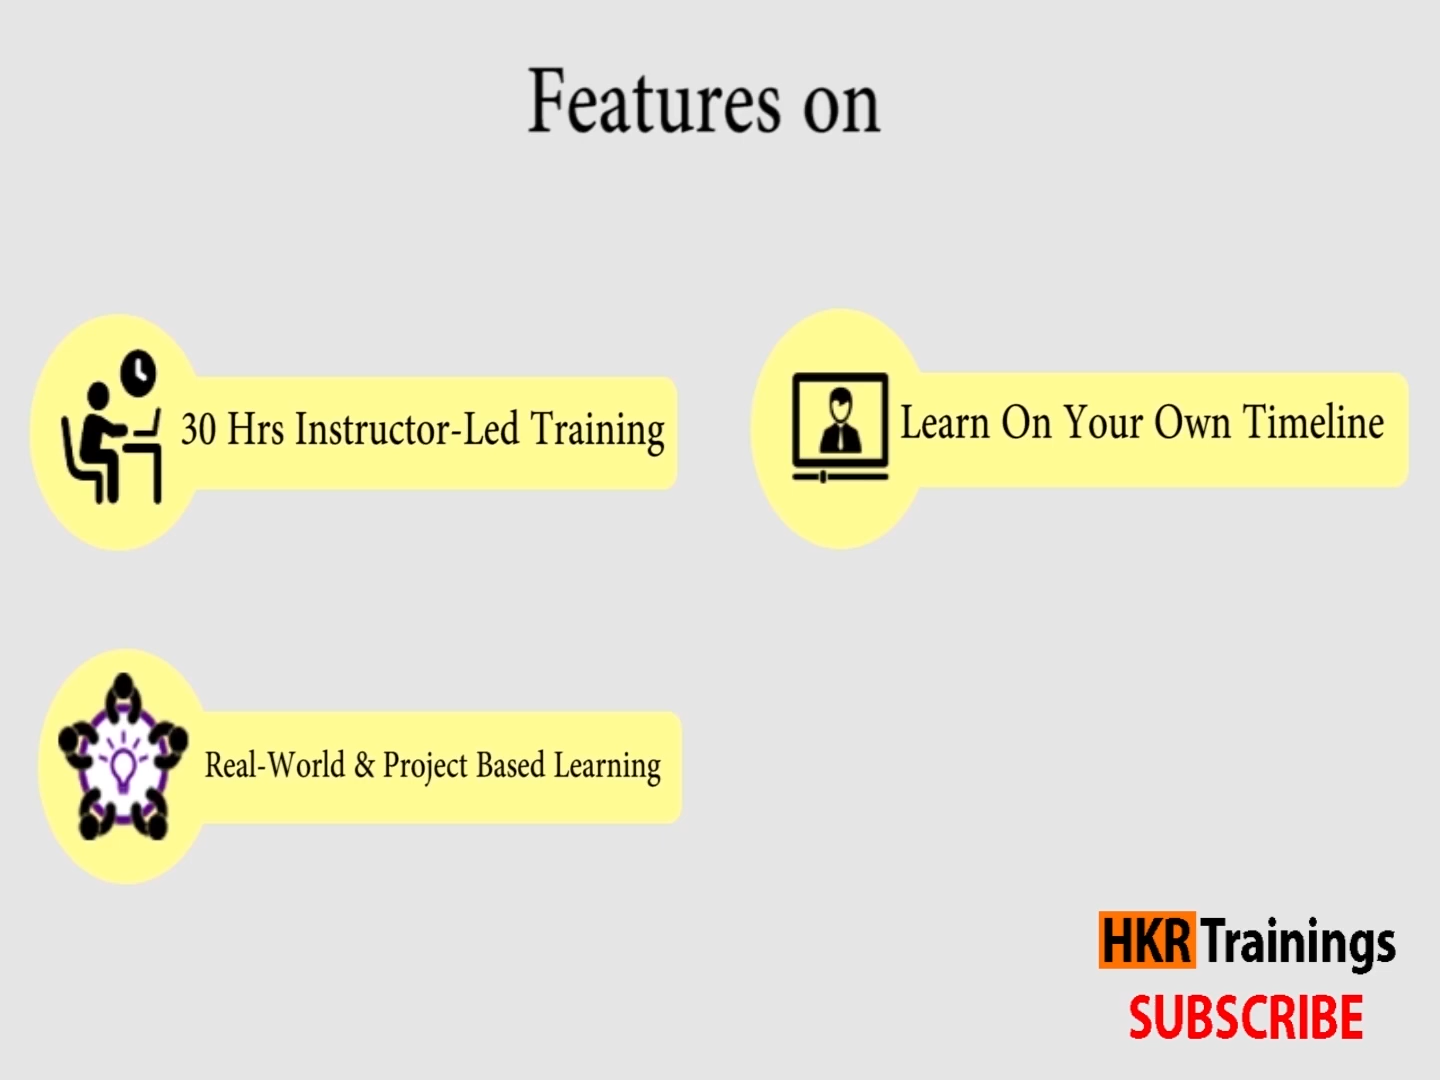 Features on
30 Hrs Instructor-Led Training
Learn On Your Own Timeline
Real-World & Project Based Learning
HKR Trainings
SUBSCRIBE